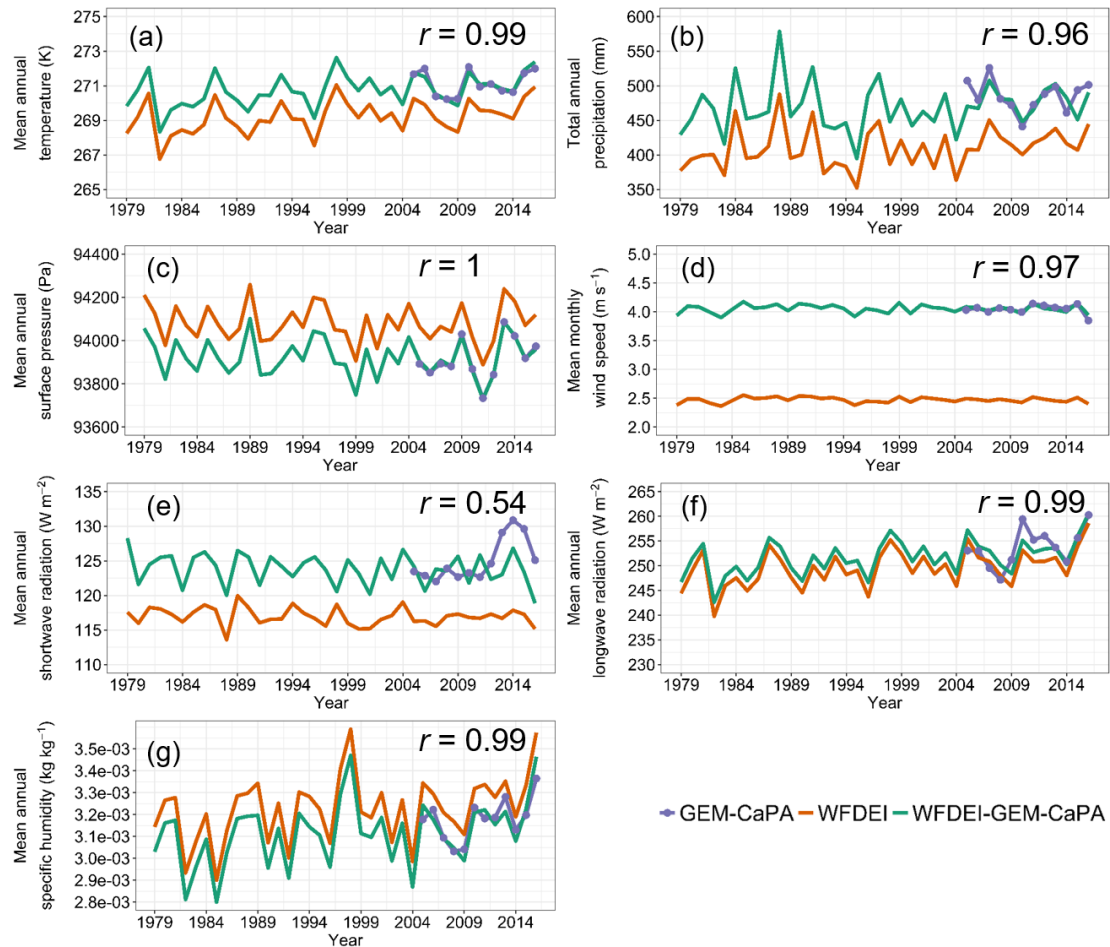 (a)
r = 0.99
Mean annual
temperature (K)
275
273
271
269
267
265
1979 1984 1989 1994 1999 2004 2009 2014
Year
(b)
r = 0.96
Total annual
precipitation (mm)
600
550
500
450
400
350
1979 1984 1989 1994 1999 2004 2009 2014
Year
(c)
r = 1
Mean annual
surface pressure (Pa)
94400
94200
94000
93800
93600
1979 1984 1989 1994 1999 2004 2009 2014
Year
(d)
r = 0.97
Mean monthly
wind speed (m s⁻¹)
5.0
4.5
4.0
3.5
3.0
2.5
2.0
1979 1984 1989 1994 1999 2004 2009 2014
Year
(e)
r = 0.54
Mean annual
shortwave radiation (W m⁻²)
135
130
125
120
115
110
1979 1984 1989 1994 1999 2004 2009 2014
Year
(f)
r = 0.99
Mean annual
longwave radiation (W m⁻²)
265
260
255
250
245
240
235
230
1979 1984 1989 1994 1999 2004 2009 2014
Year
(g)
r = 0.99
Mean annual
specific humidity (kg kg⁻¹)
3.5e-03
3.4e-03
3.3e-03
3.2e-03
3.1e-03
3.0e-03
2.9e-03
2.8e-03
1979 1984 1989 1994 1999 2004 2009 2014
Year
GEM-CaPA WFDEI WFDEI-GEM-CaPA